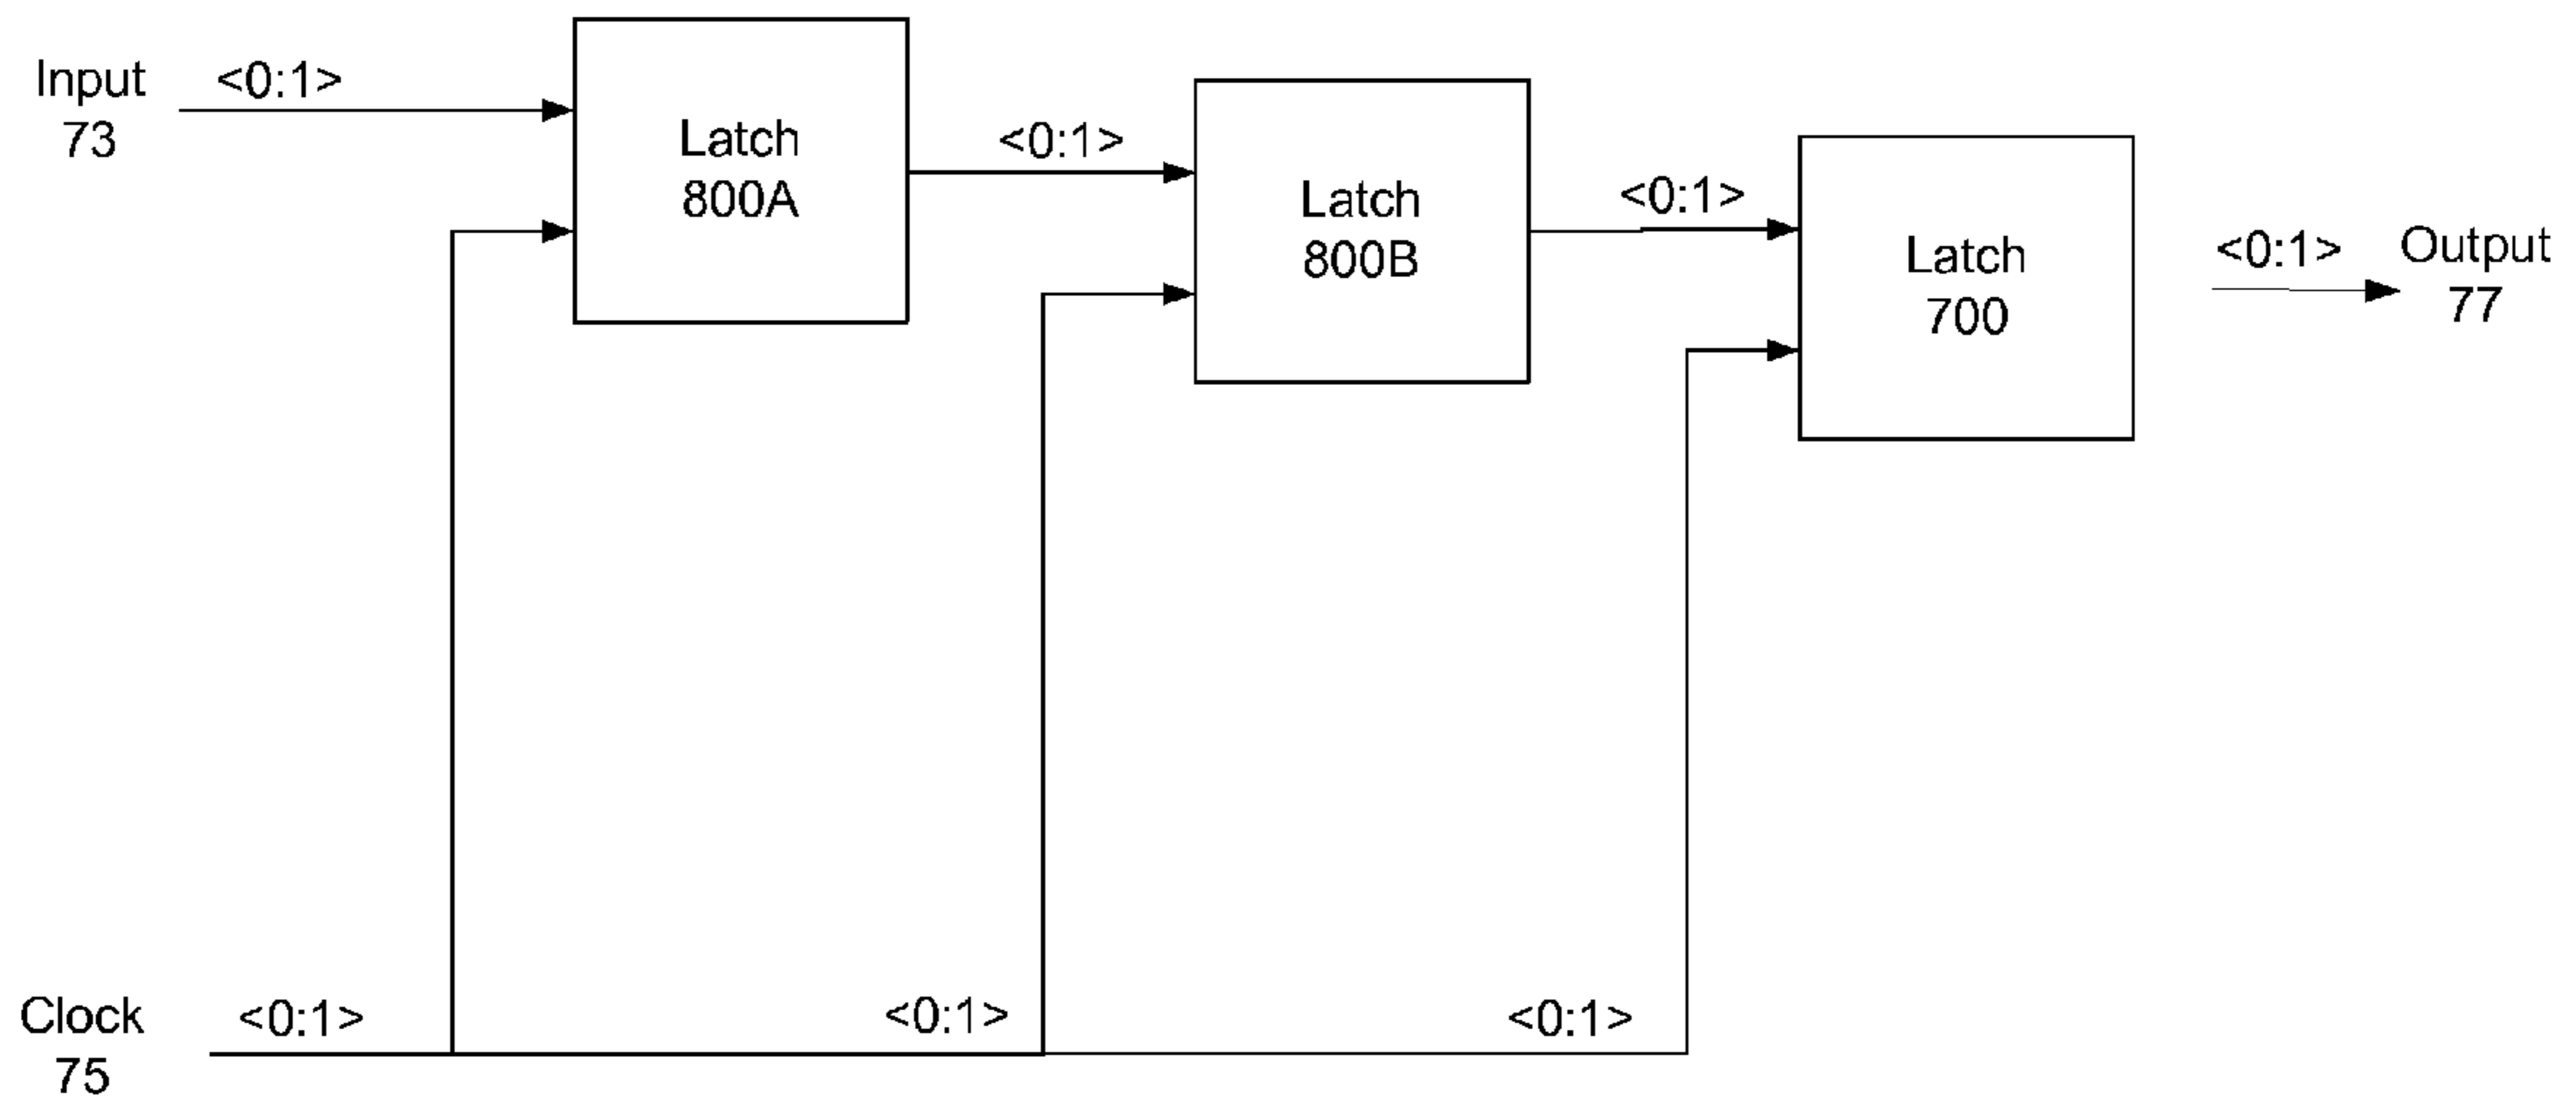 Input
73
<0:1>
Latch
800A
<0:1>
Latch
800B
<0:1>
Latch
700
<0:1>
Output
77
Clock
75
<0:1>
<0:1>
<0:1>